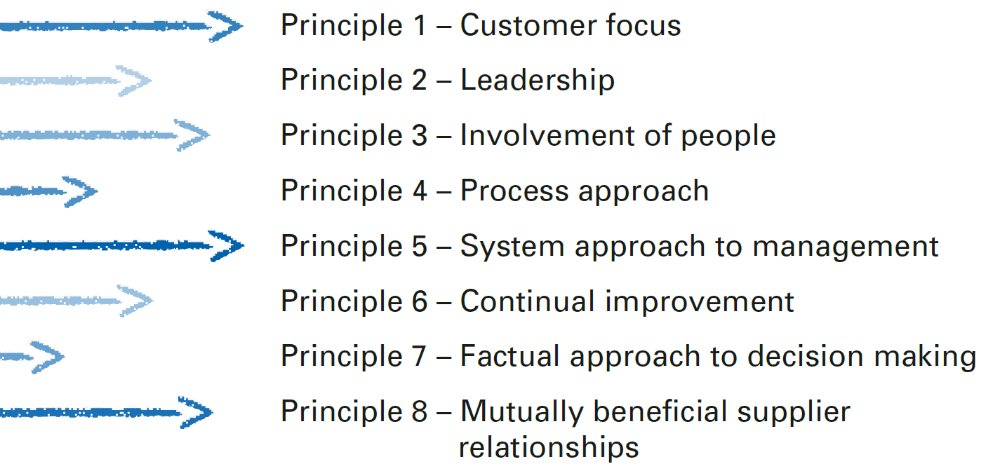 Principle 1 – Customer focus
Principle 2 – Leadership
Principle 3 – Involvement of people
Principle 4 – Process approach
Principle 5 – System approach to management
Principle 6 – Continual improvement
Principle 7 – Factual approach to decision making
Principle 8 – Mutually beneficial supplier
relationships